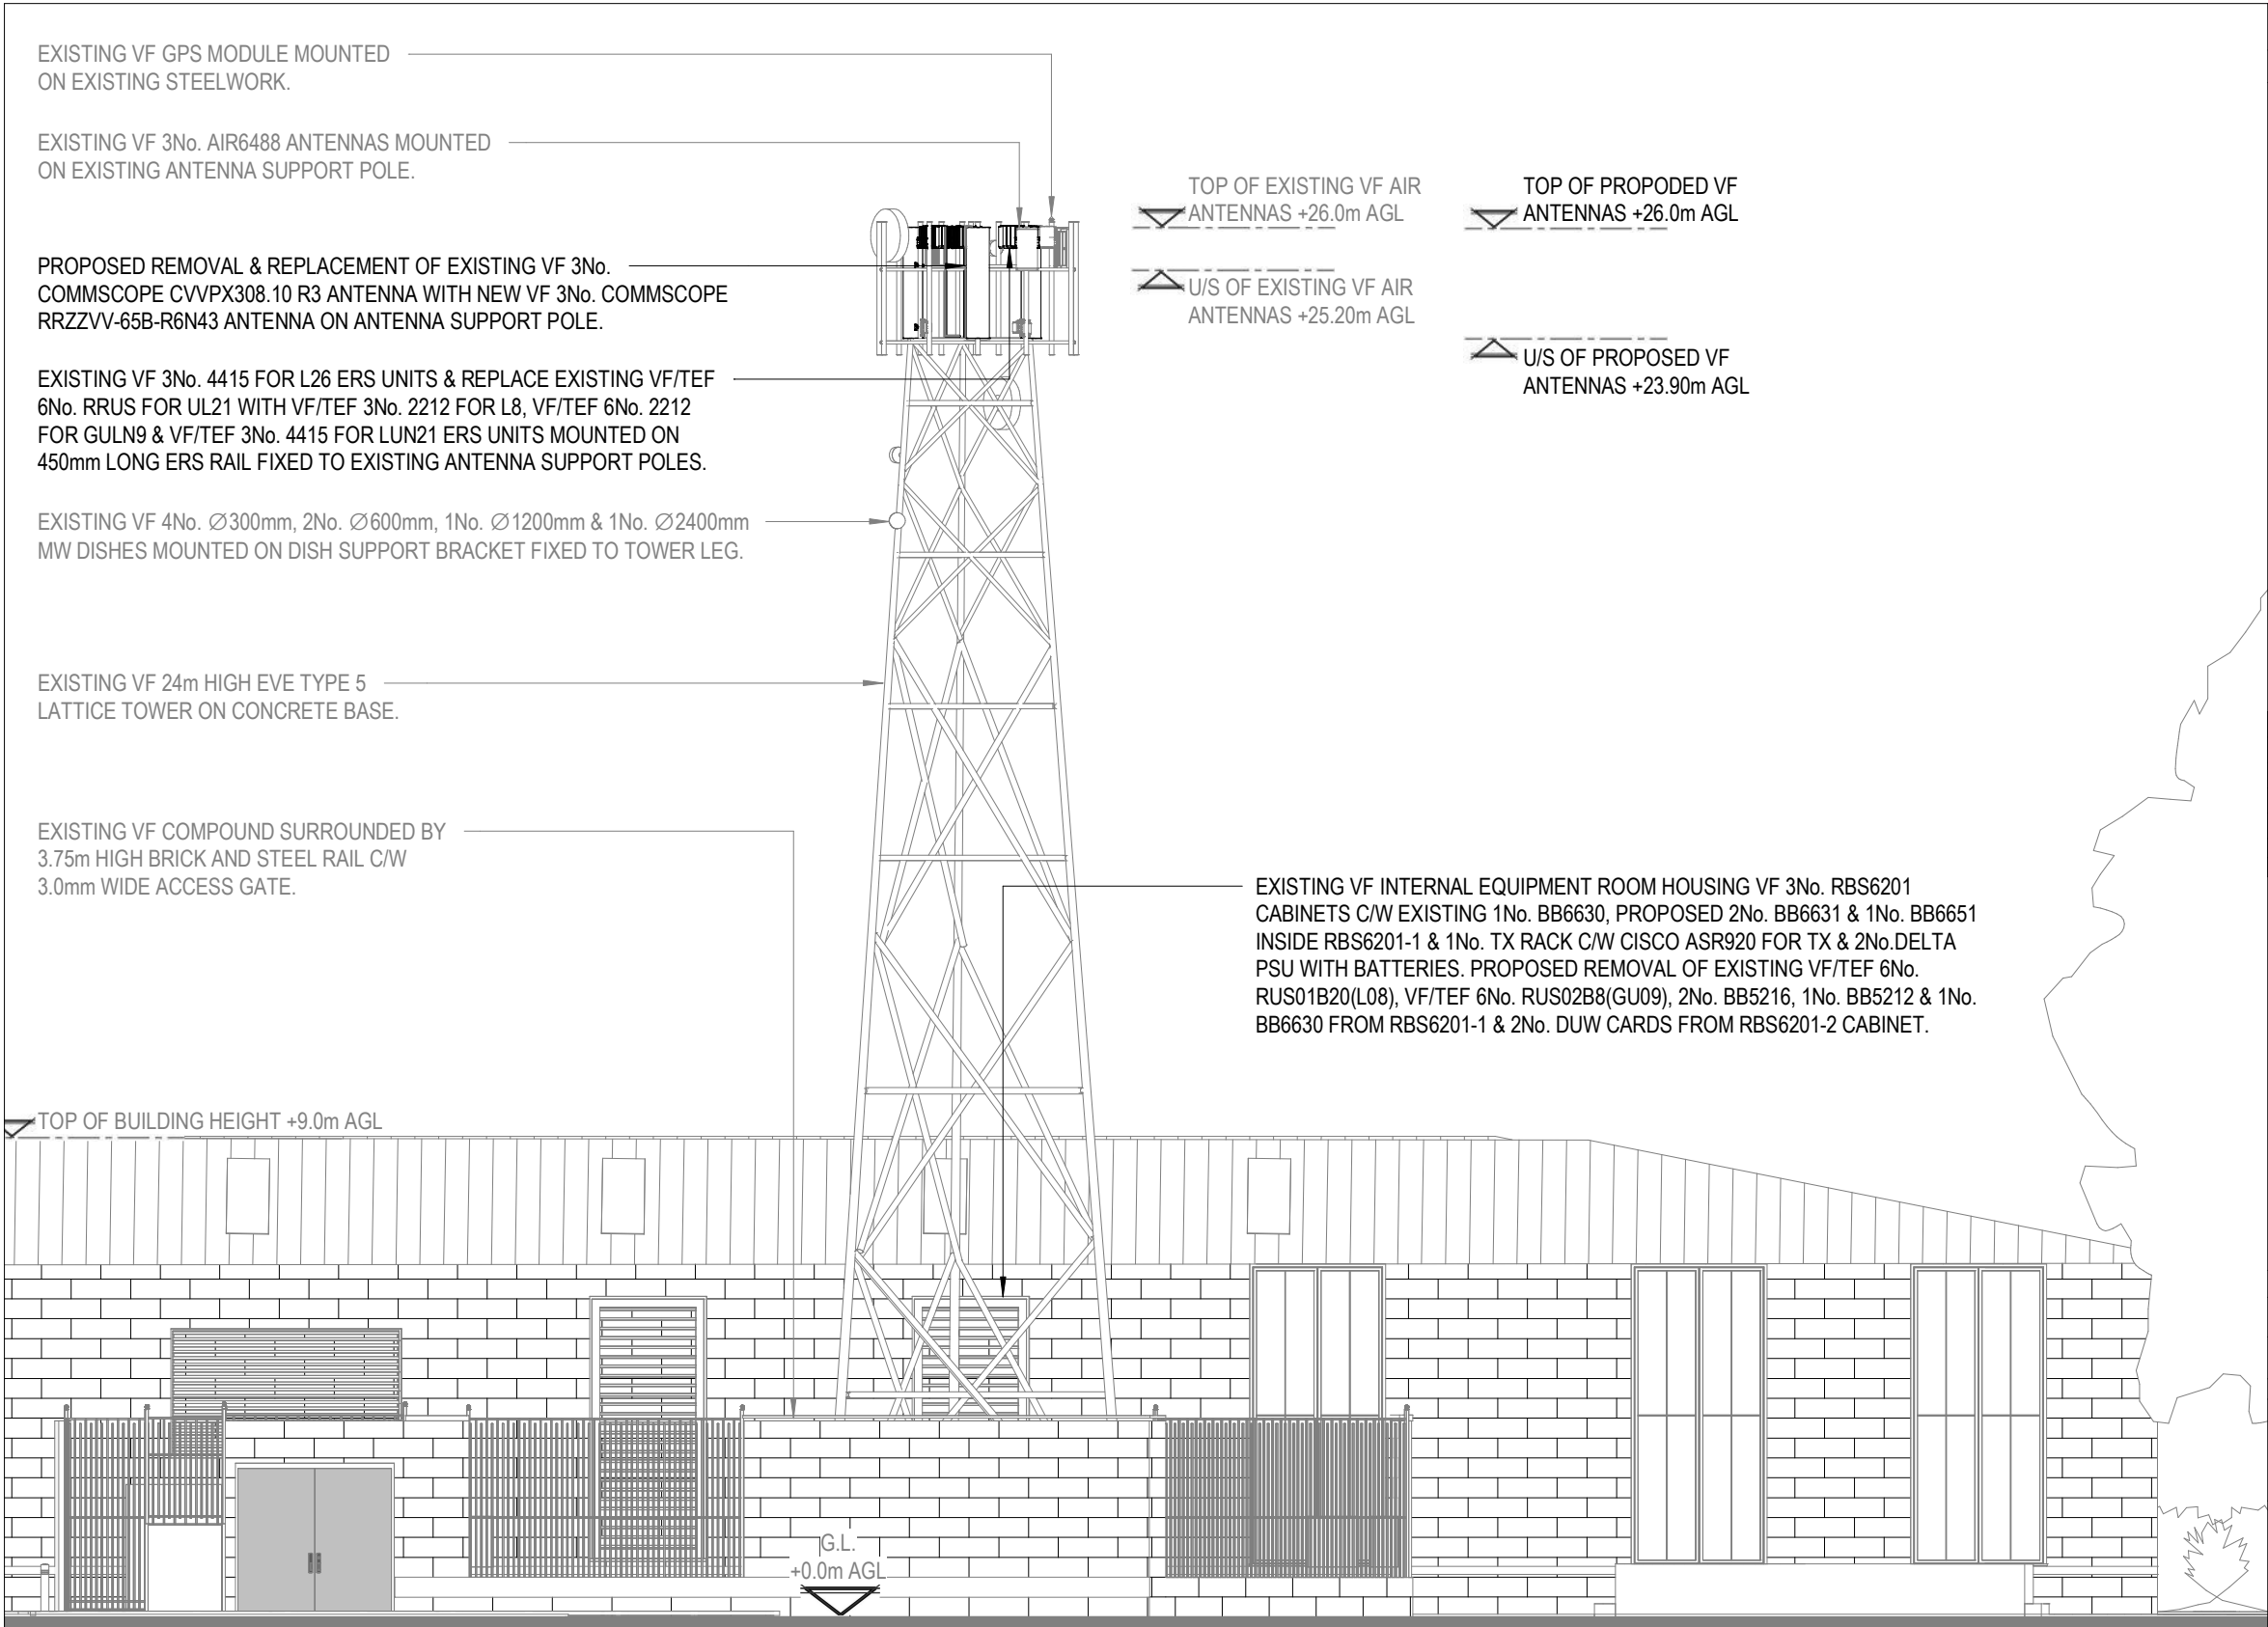 EXISTING VF GPS MODULE MOUNTED
ON EXISTING STEELWORK.
EXISTING VF 3No. AIR6488 ANTENNAS MOUNTED
ON EXISTING ANTENNA SUPPORT POLE.
PROPOSED REMOVAL & REPLACEMENT OF EXISTING VF 3No.
COMMSCOPE CVVPX308.10 R3 ANTENNA WITH NEW VF 3No. COMMSCOPE
RRZZVV-65B-R6N43 ANTENNA ON ANTENNA SUPPORT POLE.
EXISTING VF 3No. 4415 FOR L26 ERS UNITS & REPLACE EXISTING VF/TEF
6No. RRUS FOR UL21 WITH VF/TEF 3No. 2212 FOR L8, VF/TEF 6No. 2212
FOR GULN9 & VF/TEF 3No. 4415 FOR LUN21 ERS UNITS MOUNTED ON
450mm LONG ERS RAIL FIXED TO EXISTING ANTENNA SUPPORT POLES.
EXISTING VF 4No. ∅300mm, 2No. ∅600mm, 1No. ∅1200mm & 1No. ∅2400mm
MW DISHES MOUNTED ON DISH SUPPORT BRACKET FIXED TO TOWER LEG.
EXISTING VF 24m HIGH EVE TYPE 5
LATTICE TOWER ON CONCRETE BASE.
EXISTING VF COMPOUND SURROUNDED BY
3.75m HIGH BRICK AND STEEL RAIL C/W
3.0mm WIDE ACCESS GATE.
TOP OF BUILDING HEIGHT +9.0m AGL
TOP OF EXISTING VF AIR
ANTENNAS +26.0m AGL
U/S OF EXISTING VF AIR
ANTENNAS +25.20m AGL
TOP OF PROPODED VF
ANTENNAS +26.0m AGL
U/S OF PROPOSED VF
ANTENNAS +23.90m AGL
EXISTING VF INTERNAL EQUIPMENT ROOM HOUSING VF 3No. RBS6201
CABINETS C/W EXISTING 1No. BB6630, PROPOSED 2No. BB6631 & 1No. BB6651
INSIDE RBS6201-1 & 1No. TX RACK C/W CISCO ASR920 FOR TX & 2No.DELTA
PSU WITH BATTERIES. PROPOSED REMOVAL OF EXISTING VF/TEF 6No.
RUS01B20(L08), VF/TEF 6No. RUS02B8(GU09), 2No. BB5216, 1No. BB5212 & 1No.
BB6630 FROM RBS6201-1 & 2No. DUW CARDS FROM RBS6201-2 CABINET.
G.L.
+0.0m AGL